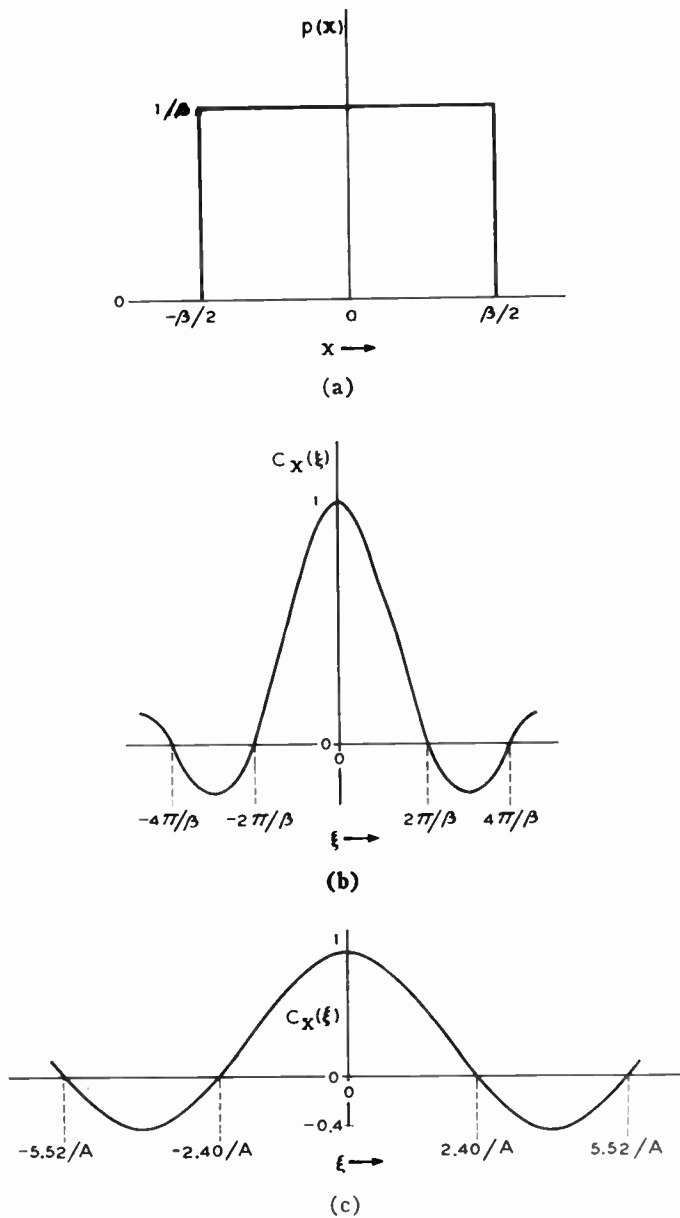 p(x)
1/β
0
-β/2 0 β/2
x →
(a)
C_X(ξ)
1
0
0
-4π/β -2π/β 2π/β 4π/β
ξ →
(b)
1
C_X(ξ)
0
0
-0.4
-5.52/A -2.40/A 2.40/A 5.52/A
ξ →
(c)